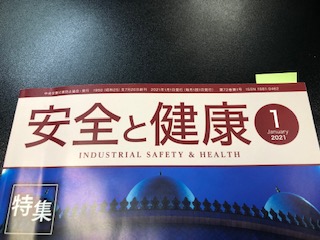 安全と健康
1
January
2021
INDUSTRIAL SAFETY & HEALTH
特集